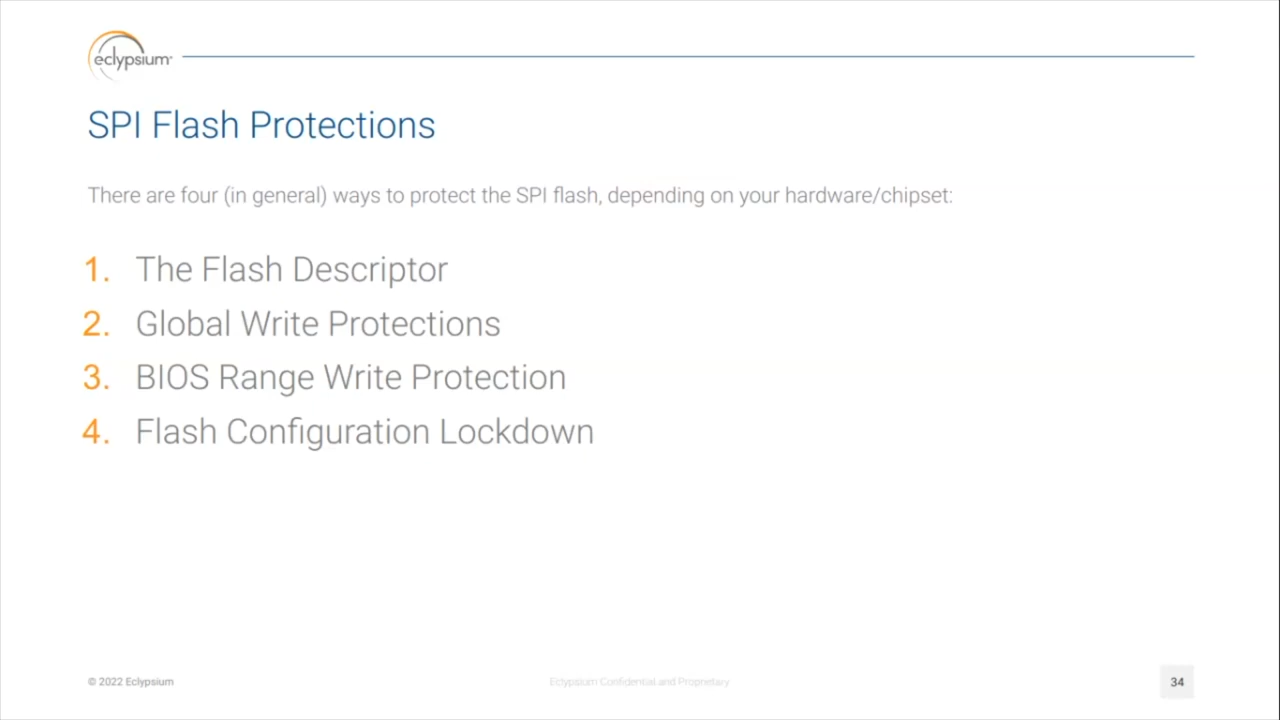 eclypsium
SPI Flash Protections
There are four (in general) ways to protect the SPI flash, depending on your hardware/chipset:
1. The Flash Descriptor
2. Global Write Protections
3. BIOS Range Write Protection
4. Flash Configuration Lockdown
© 2022 Eclypsium
Eclypsium Confidential and Proprietary
34